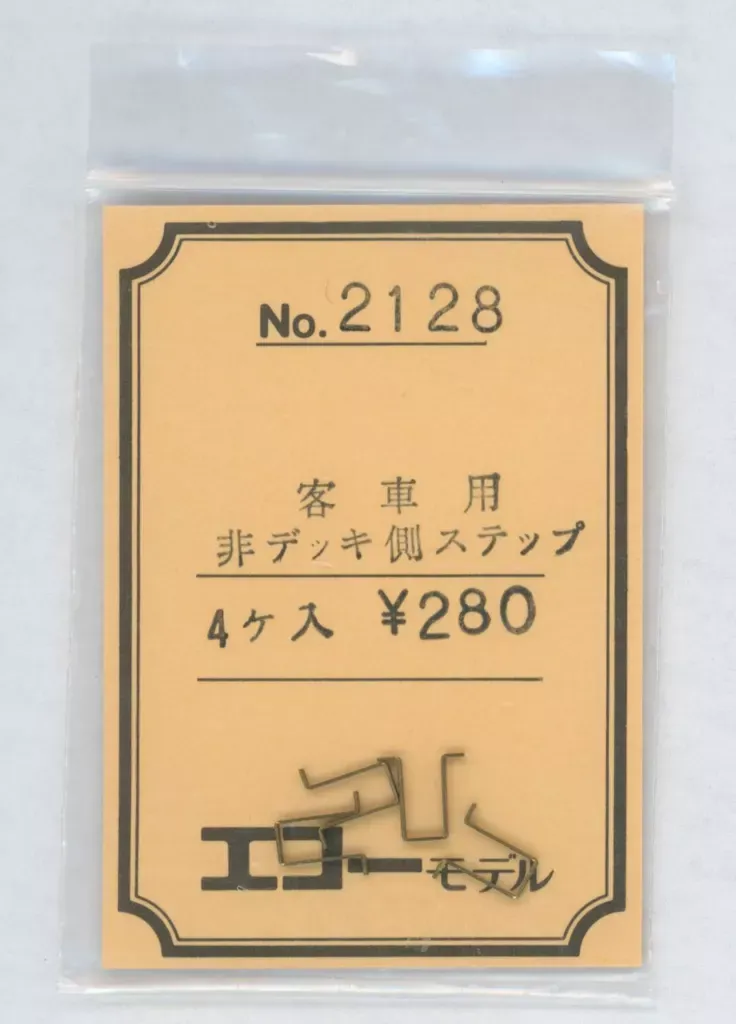 No. 2128
客車用
非デッキ側ステップ
4ケ入 ¥280
エコーモデル